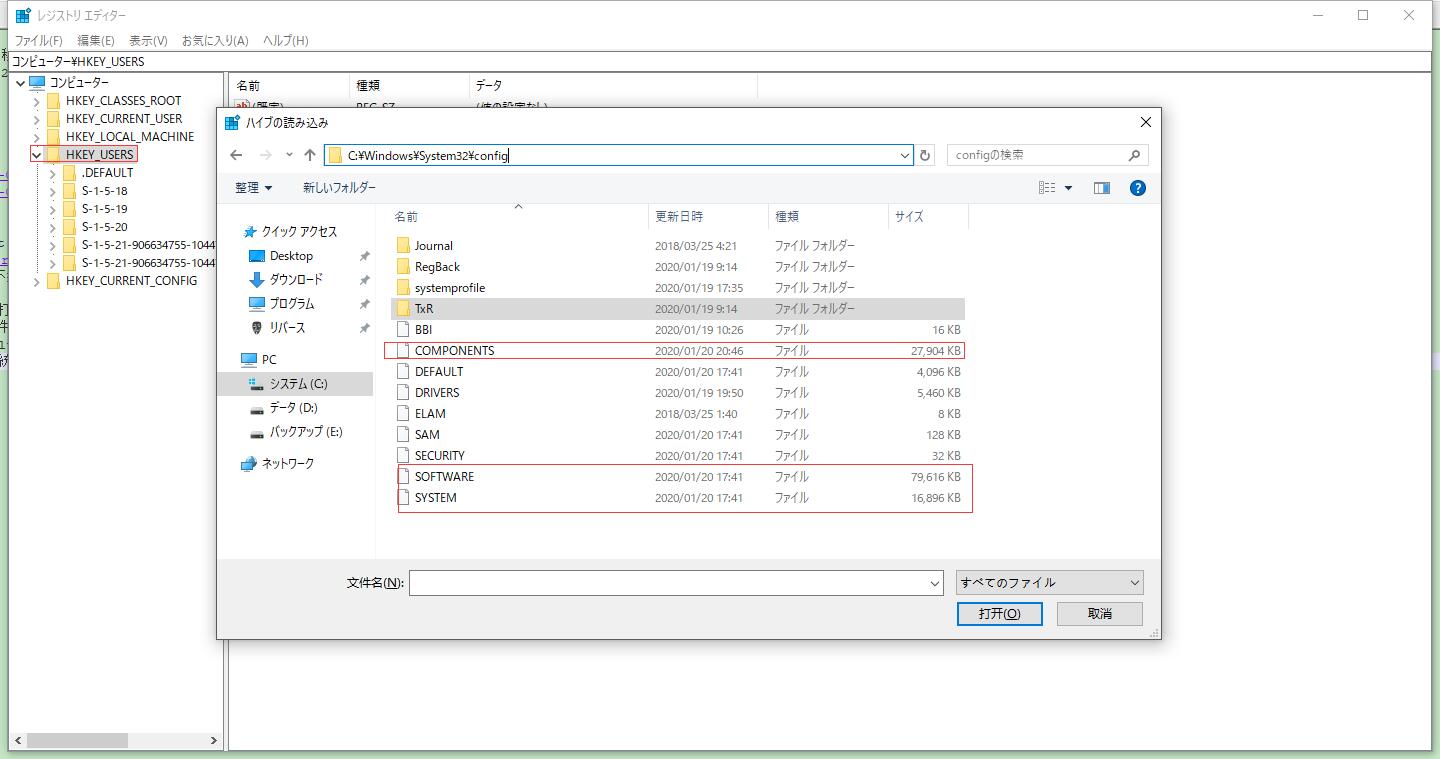 レジストリ エディター
ファイル(F) 編集(E) 表示(V) お気に入り(A) ヘルプ(H)
コンピューター¥HKEY_USERS
コンピューター
HKEY_CLASSES_ROOT
HKEY_CURRENT_USER
HKEY_LOCAL_MACHINE
HKEY_USERS
.DEFAULT
S-1-5-18
S-1-5-19
S-1-5-20
S-1-5-21-906634755-1044
S-1-5-21-906634755-1044
HKEY_CURRENT_CONFIG
名前 種類 データ
(既定) REG_SZ (値の設定なし)
ハイブの読み込み
C:¥Windows¥System32¥config
configの検索
整理 新しいフォルダー
クイック アクセス
Desktop
ダウンロード
プログラム
リバース
PC
システム (C:)
データ (D:)
バックアップ (E:)
ネットワーク
名前 更新日時 種類 サイズ
Journal 2018/03/25 4:21 ファイル フォルダー
RegBack 2020/01/19 9:14 ファイル フォルダー
systemprofile 2020/01/19 17:35 ファイル フォルダー
TxR 2020/01/19 9:14 ファイル フォルダー
BBI 2020/01/19 10:26 ファイル 16 KB
COMPONENTS 2020/01/20 20:46 ファイル 27,904 KB
DEFAULT 2020/01/20 17:41 ファイル 4,096 KB
DRIVERS 2020/01/19 19:50 ファイル 5,460 KB
ELAM 2018/03/25 1:40 ファイル 8 KB
SAM 2020/01/20 17:41 ファイル 128 KB
SECURITY 2020/01/20 17:41 ファイル 32 KB
SOFTWARE 2020/01/20 17:41 ファイル 79,616 KB
SYSTEM 2020/01/20 17:41 ファイル 16,896 KB
文件名(N):
すべてのファイル
打开(O) 取消